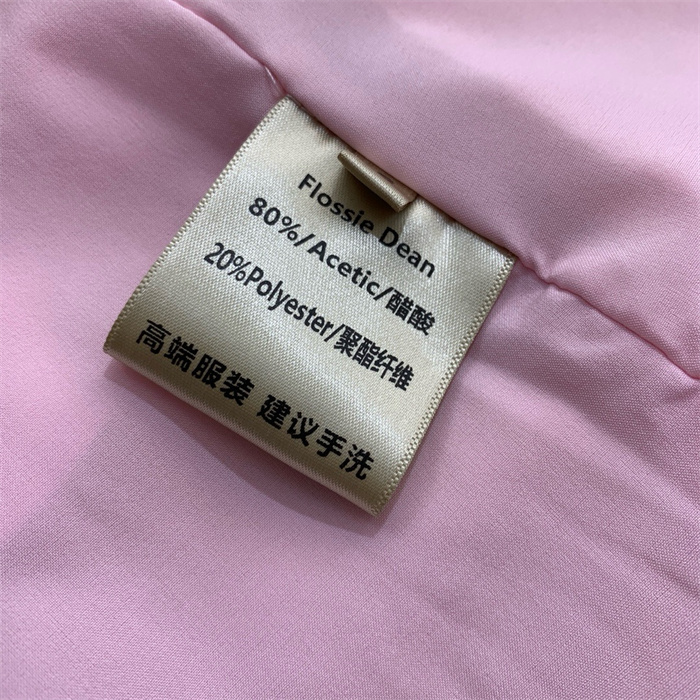 Flossie Dean
80%/Acetic/醋酸
20%Polyester/聚酯纤维
高端服装 建议手洗